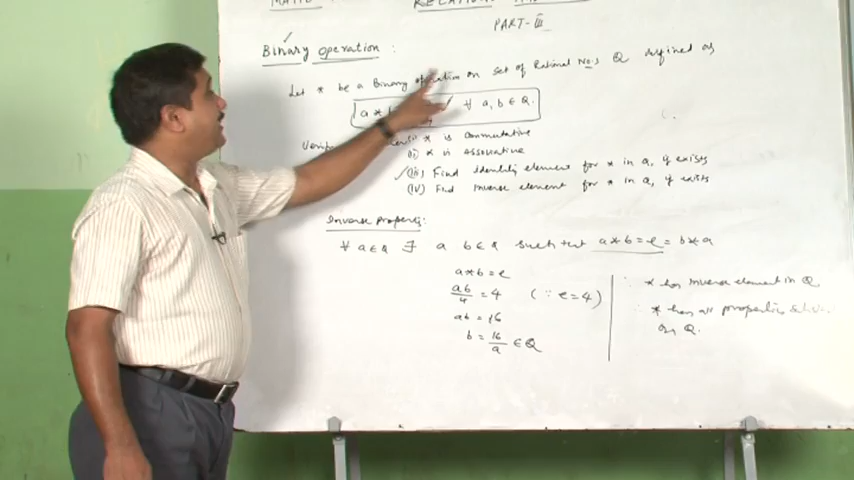 PART-III
Binary operation :
Let * be a Binary operation on set of Rational No.s Q defined as
a * b ∀ a, b ∈ Q.
(i) * is commutative
(ii) * is Associative
✓(iii) Find identity element for * in Q, if exists
(iv) Find inverse element for * in Q, if exists
Inverse property:
∀ a∈Q ∃ a b∈Q such that a*b=e=b*a
a*b=e
ab/4 = 4 (∵ e=4)
ab = 16
b = 16/a ∈ Q
∴ * has inverse element in Q
∴ * has all properties
on Q.